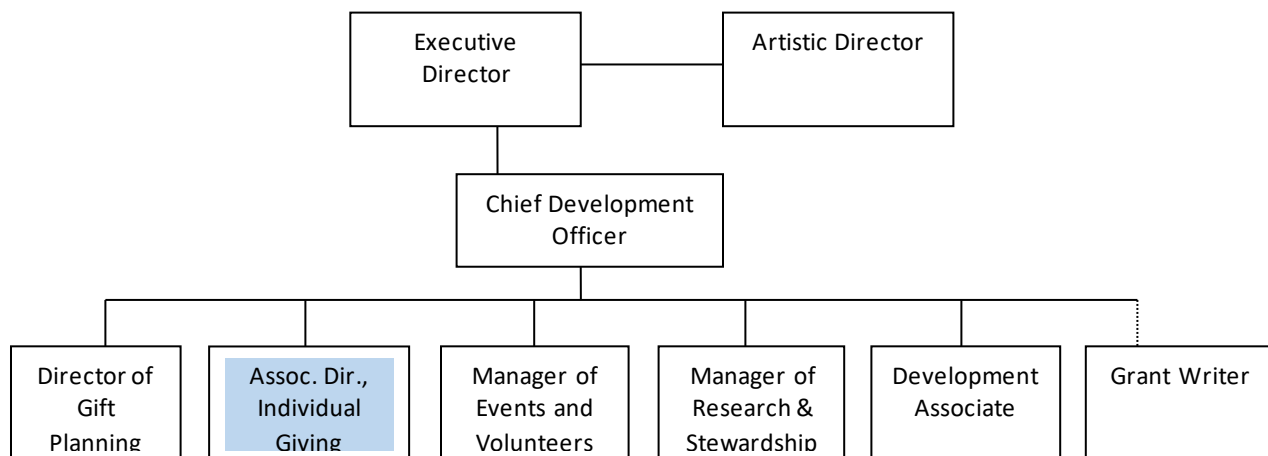 Executive
Director
Artistic Director
Chief Development
Officer
Director of
Gift
Planning
Assoc. Dir.,
Individual
Giving
Manager of
Events and
Volunteers
Manager of
Research &
Stewardship
Development
Associate
Grant Writer